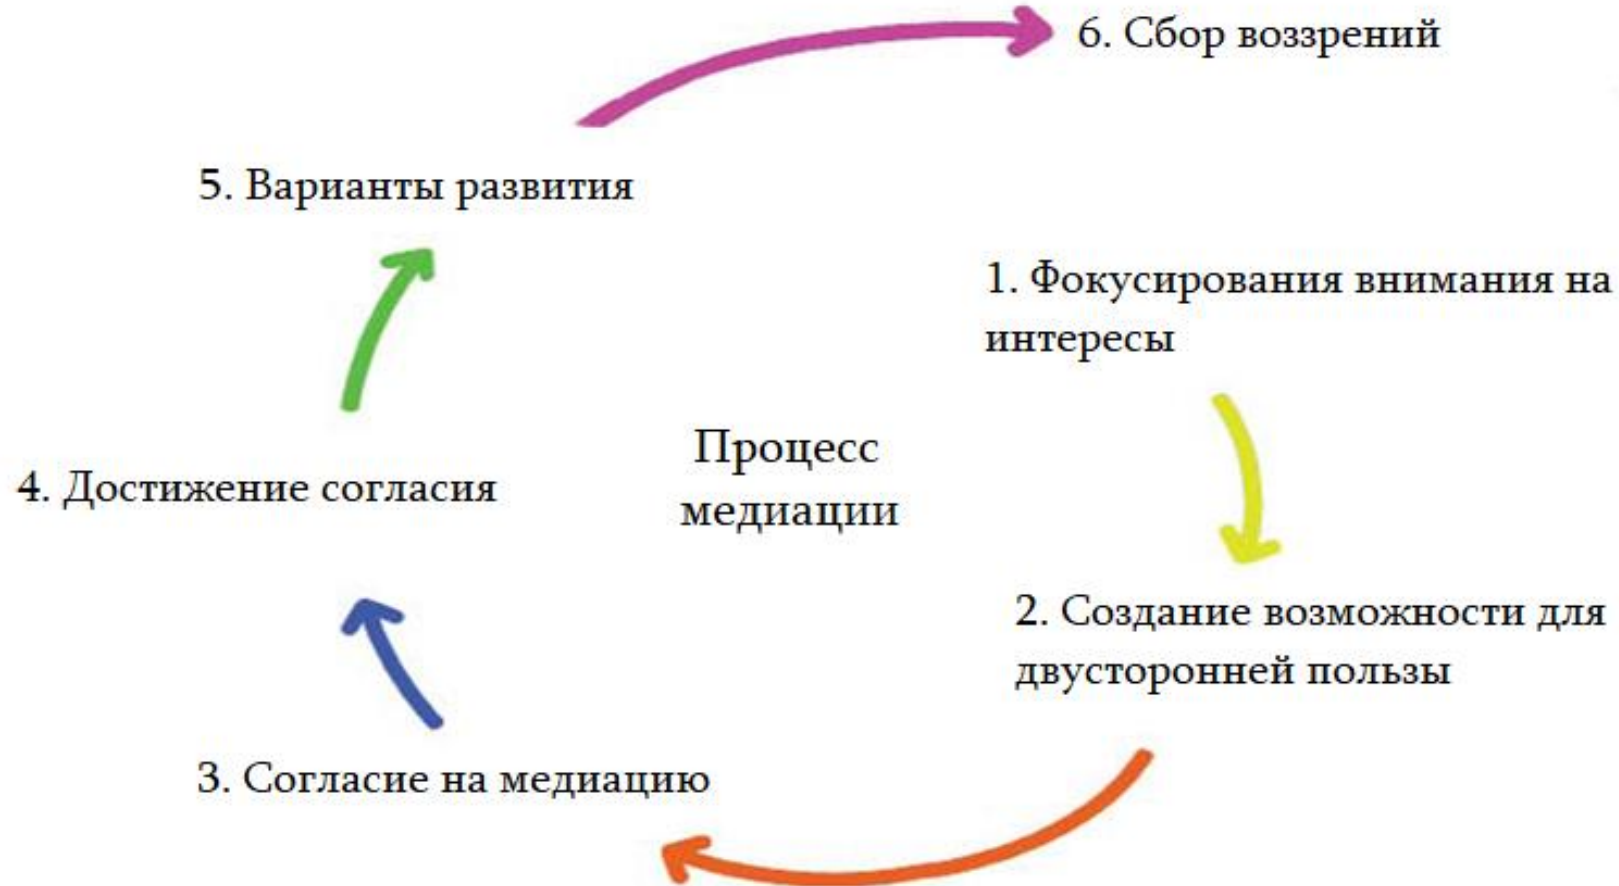 6. Сбор воззрений
5. Варианты развития
1. Фокусирования внимания на
интересы
Процесс
медиации
4. Достижение согласия
2. Создание возможности для
двусторонней пользы
3. Согласие на медиацию